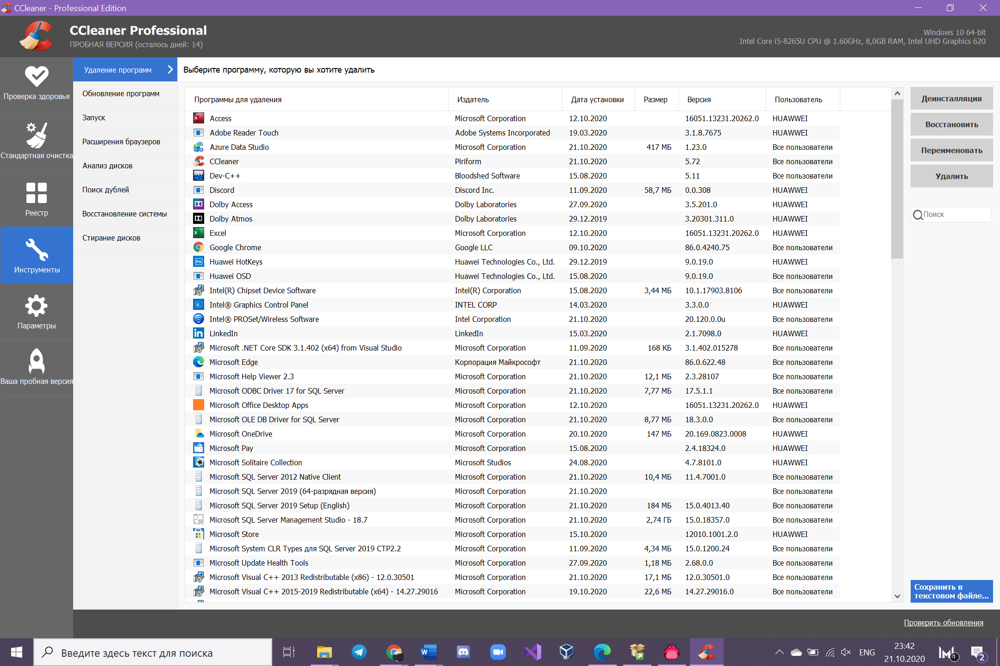 CCleaner - Professional Edition
CCleaner Professional
ПРОБНАЯ ВЕРСИЯ (осталось дней: 14)
Windows 10 64-bit
Intel Core i5-8265U CPU @ 1.60GHz, 8,0GB RAM, Intel UHD Graphics 620
Проверка здоровья
Стандартная очистка
Реестр
Инструменты
Параметры
Ваша пробная версия
Удаление программ
Обновление программ
Запуск
Расширения браузеров
Анализ дисков
Поиск дублей
Восстановление системы
Стирание дисков
Выберите программу, которую вы хотите удалить
Программы для удаления Издатель Дата установки Размер Версия Пользователь
Access Microsoft Corporation 12.10.2020 16051.13231.20262.0 HUAWWEI
Adobe Reader Touch Adobe Systems Incorporated 19.03.2020 3.1.8.7675 HUAWWEI
Azure Data Studio Microsoft Corporation 21.10.2020 417 МБ 1.23.0 Все пользователи
CCleaner Piriform 21.10.2020 5.72 Все пользователи
Dev-C++ Bloodshed Software 15.08.2020 5.11 Все пользователи
Discord Discord Inc. 11.09.2020 58,7 МБ 0.0.308 HUAWWEI
Dolby Access Dolby Laboratories 27.09.2020 3.5.201.0 HUAWWEI
Dolby Atmos Dolby Laboratories 29.12.2019 3.20301.311.0 HUAWWEI
Excel Microsoft Corporation 12.10.2020 16051.13231.20262.0 HUAWWEI
Google Chrome Google LLC 09.10.2020 86.0.4240.75 Все пользователи
Huawei HotKeys Huawei Technologies Co., Ltd. 29.12.2019 9.0.19.0 HUAWWEI
Huawei OSD Huawei Technologies Co., Ltd. 15.08.2020 9.0.19.0 Все пользователи
Intel(R) Chipset Device Software Intel(R) Corporation 15.08.2020 3,44 МБ 10.1.17903.8106 Все пользователи
Intel® Graphics Control Panel INTEL CORP 14.03.2020 3.3.0.0 HUAWWEI
Intel® PROSet/Wireless Software Intel Corporation 21.10.2020 20.120.0.0u Все пользователи
LinkedIn LinkedIn 15.03.2020 2.1.7098.0 HUAWWEI
Microsoft .NET Core SDK 3.1.402 (x64) from Visual Studio Microsoft Corporation 11.09.2020 168 КБ 3.1.402.015278 Все пользователи
Microsoft Edge Корпорация Майкрософт 21.10.2020 86.0.622.48 Все пользователи
Microsoft Help Viewer 2.3 Microsoft Corporation 21.10.2020 12,1 МБ 2.3.28107 Все пользователи
Microsoft ODBC Driver 17 for SQL Server Microsoft Corporation 21.10.2020 7,77 МБ 17.5.1.1 Все пользователи
Microsoft Office Desktop Apps Microsoft Corporation 12.10.2020 16051.13231.20262.0 HUAWWEI
Microsoft OLE DB Driver for SQL Server Microsoft Corporation 21.10.2020 8,77 МБ 18.3.0.0 Все пользователи
Microsoft OneDrive Microsoft Corporation 20.10.2020 147 МБ 20.169.0823.0008 HUAWWEI
Microsoft Pay Microsoft Corporation 15.08.2020 2.4.18324.0 HUAWWEI
Microsoft Solitaire Collection Microsoft Studios 24.08.2020 4.7.8101.0 HUAWWEI
Microsoft SQL Server 2012 Native Client Microsoft Corporation 21.10.2020 10,4 МБ 11.4.7001.0 Все пользователи
Microsoft SQL Server 2019 (64-разрядная версия) Microsoft Corporation 21.10.2020 Все пользователи
Microsoft SQL Server 2019 Setup (English) Microsoft Corporation 21.10.2020 184 МБ 15.0.4013.40 Все пользователи
Microsoft SQL Server Management Studio - 18.7 Microsoft Corporation 21.10.2020 2,74 ГБ 15.0.18357.0 Все пользователи
Microsoft Store Microsoft Corporation 15.10.2020 12010.1001.2.0 HUAWWEI
Microsoft System CLR Types для SQL Server 2019 CTP2.2 Microsoft Corporation 11.09.2020 4,34 МБ 15.0.1200.24 Все пользователи
Microsoft Update Health Tools Microsoft Corporation 27.09.2020 1,18 МБ 2.68.0.0 Все пользователи
Microsoft Visual C++ 2013 Redistributable (x86) - 12.0.30501 Microsoft Corporation 21.10.2020 17,1 МБ 12.0.30501.0 Все пользователи
Microsoft Visual C++ 2015-2019 Redistributable (x64) - 14.27.29016 Microsoft Corporation 19.10.2020 22,6 МБ 14.27.29016.0 Все пользователи
Деинсталляция
Восстановить
Переименовать
Удалить
Поиск
Сохранить в
текстовом файле...
Проверить обновления
Введите здесь текст для поиска
ENG
23:42
21.10.2020
1
2